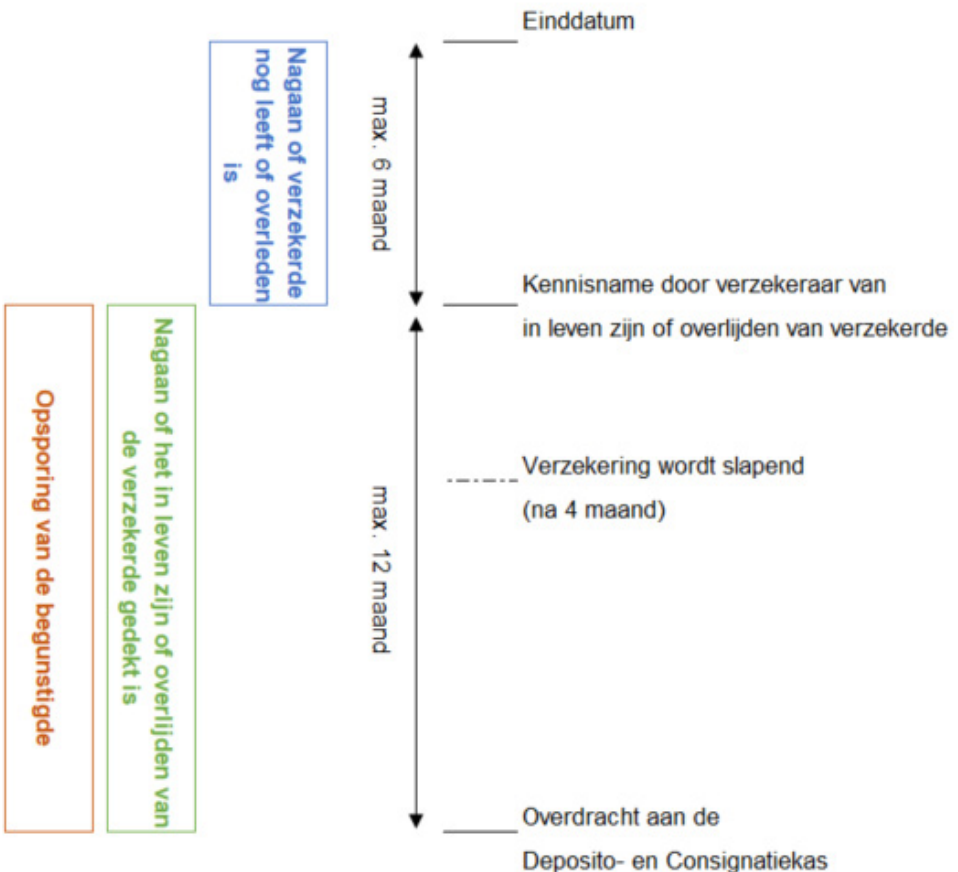 Einddatum
Nagaan of verzekerde
nog leeft of overleden
is
max. 6 maand
Kennisname door verzekeraar van
in leven zijn of overlijden van verzekerde
Opsporing van de begunstigde
Nagaan of het in leven zijn of overlijden van
de verzekerde gedekt is
max. 12 maand
Verzekering wordt slapend
(na 4 maand)
Overdracht aan de
Deposito- en Consignatiekas